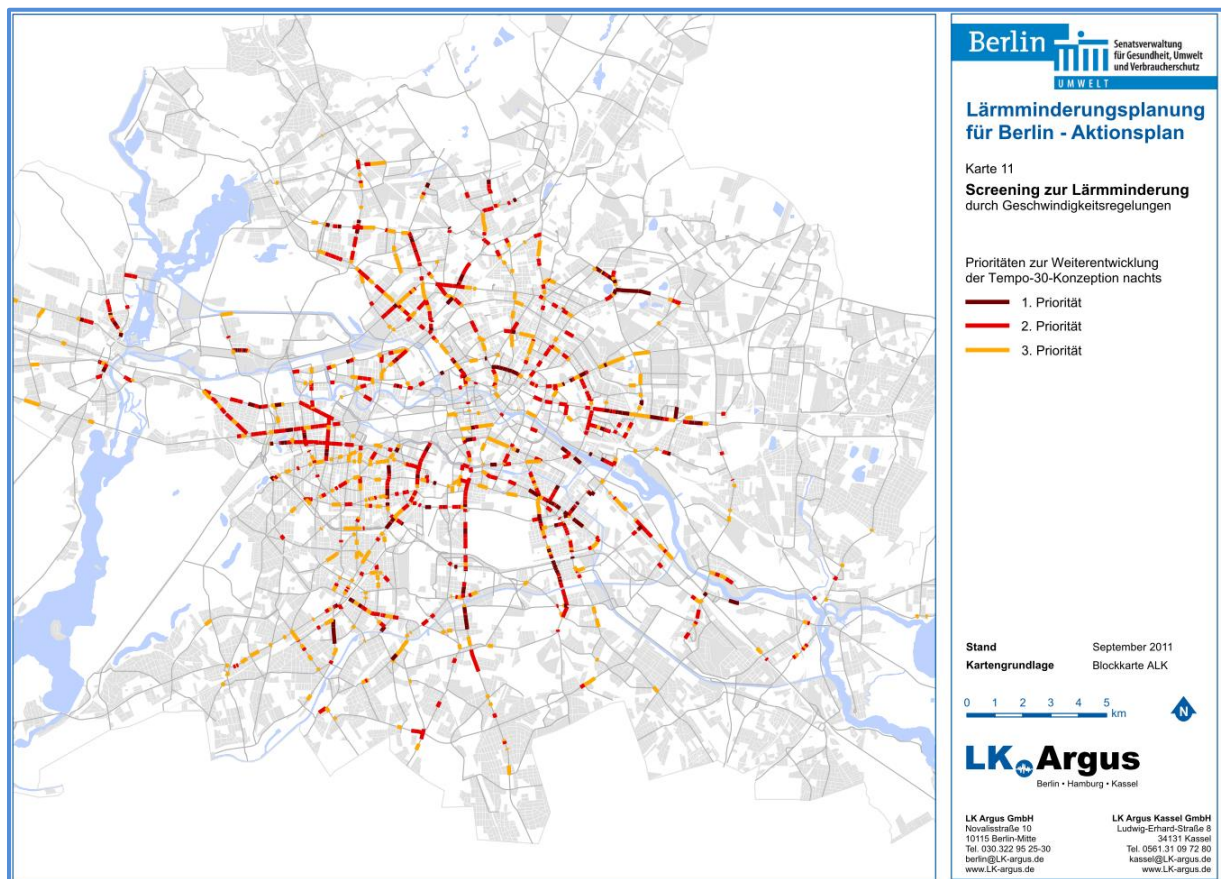 Berlin
Senatsverwaltung
für Gesundheit, Umwelt
und Verbraucherschutz
UMWELT
Lärmminderungsplanung
für Berlin - Aktionsplan
Karte 11
Screening zur Lärmminderung
durch Geschwindigkeitsregelungen
Prioritäten zur Weiterentwicklung
der Tempo-30-Konzeption nachts
1. Priorität
2. Priorität
3. Priorität
Stand September 2011
Kartengrundlage Blockkarte ALK
0 1 2 3 4 5
km
N
LK Argus
Berlin • Hamburg • Kassel
LK Argus GmbH
Novalisstraße 10
10115 Berlin-Mitte
Tel. 030.322 95 25-30
berlin@LK-argus.de
www.LK-argus.de
LK Argus Kassel GmbH
Ludwig-Erhard-Straße 8
34131 Kassel
Tel. 0561.31 09 72 80
kassel@LK-argus.de
www.LK-argus.de